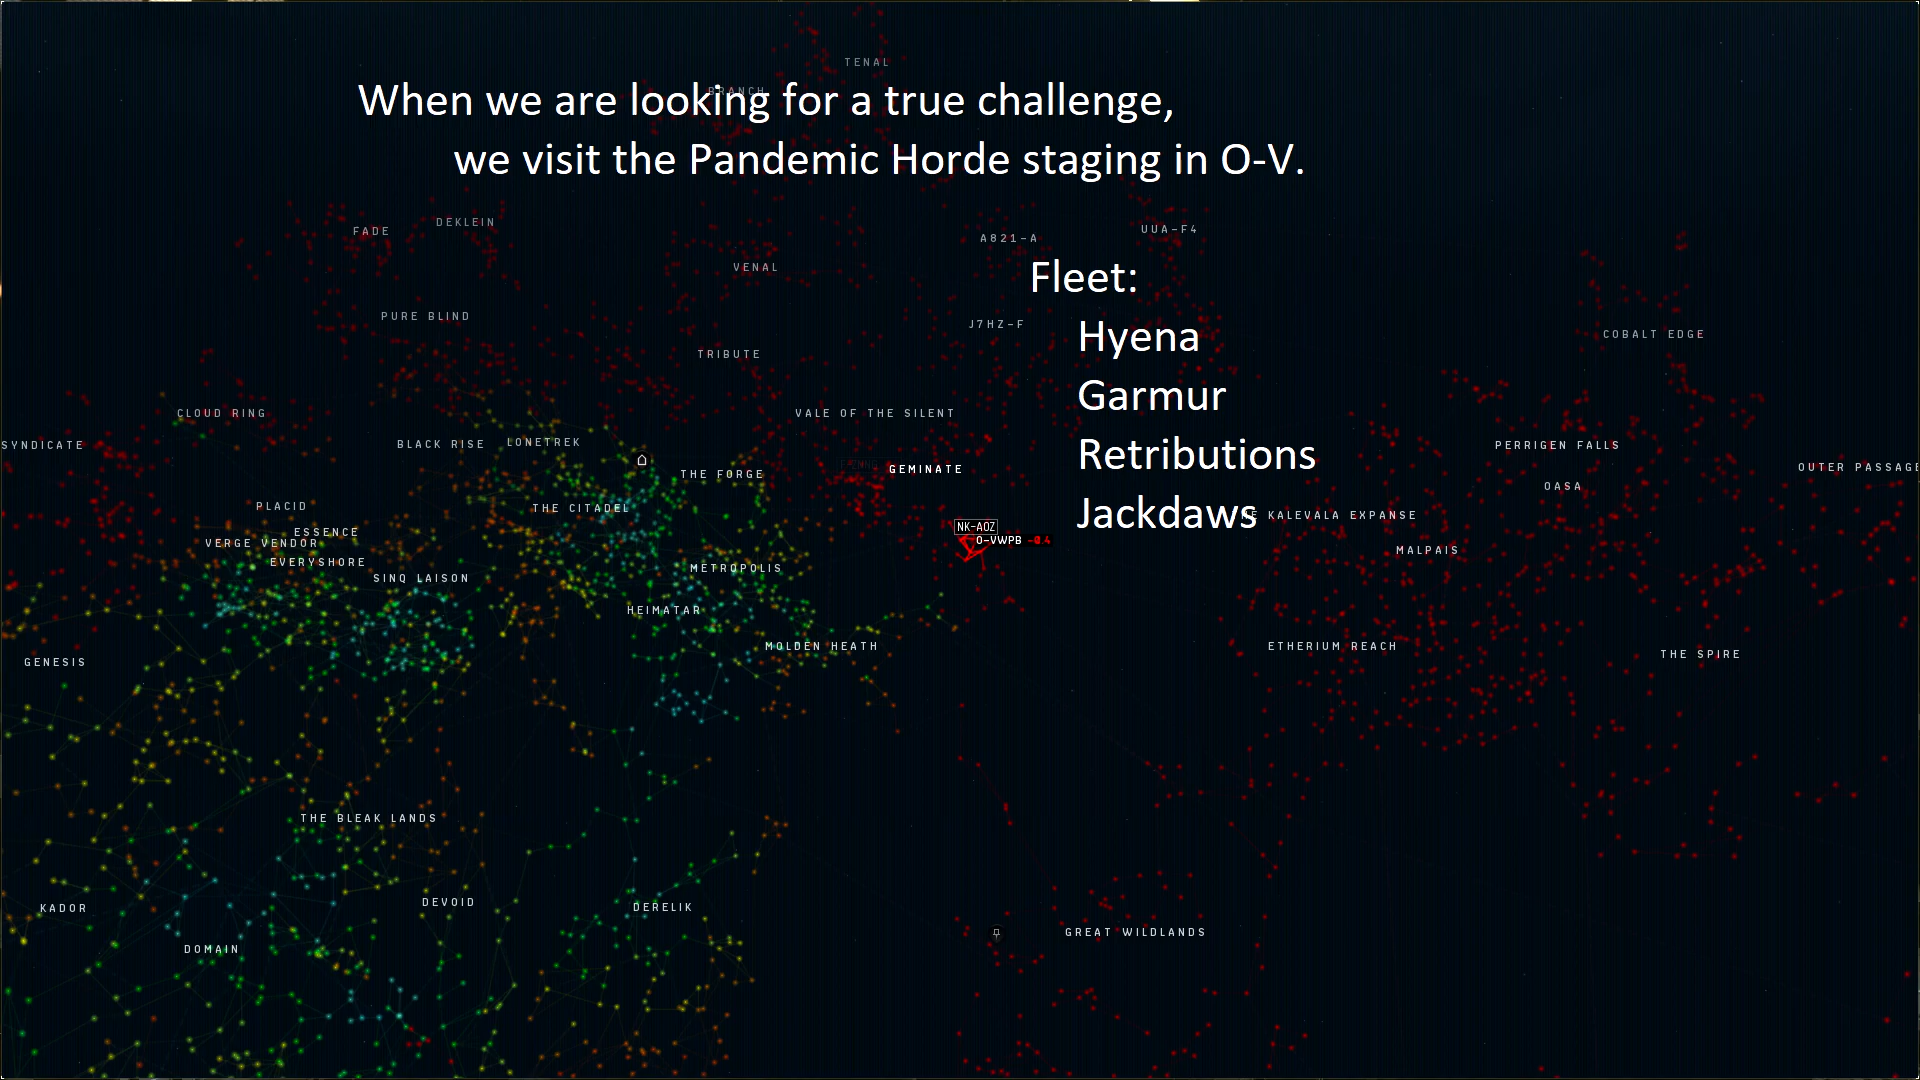 TENAL
BRANCH
When we are looking for a true challenge,
we visit the Pandemic Horde staging in O-V.
FADE
DEKLEIN
VENAL
A821-A
UUA-F4
Fleet:
PURE BLIND
J7HZ-F
Hyena
COBALT EDGE
TRIBUTE
Garmur
CLOUD RING
VALE OF THE SILENT
SYNDICATE
BLACK RISE
LONETREK
Retributions
PERRIGEN FALLS
THE FORGE
GEMINATE
OUTER PASSAGE
OASA
PLACID
THE CITADEL
Jackdaws
KALEVALA EXPANSE
NK-AOZ
ESSENCE
O-VWPB -0.4
VERGE VENDOR
MALPAIS
EVERYSHORE
METROPOLIS
SINQ LAISON
HEIMATAR
MOLDEN HEATH
ETHERIUM REACH
THE SPIRE
GENESIS
THE BLEAK LANDS
DEVOID
KADOR
DERELIK
GREAT WILDLANDS
DOMAIN